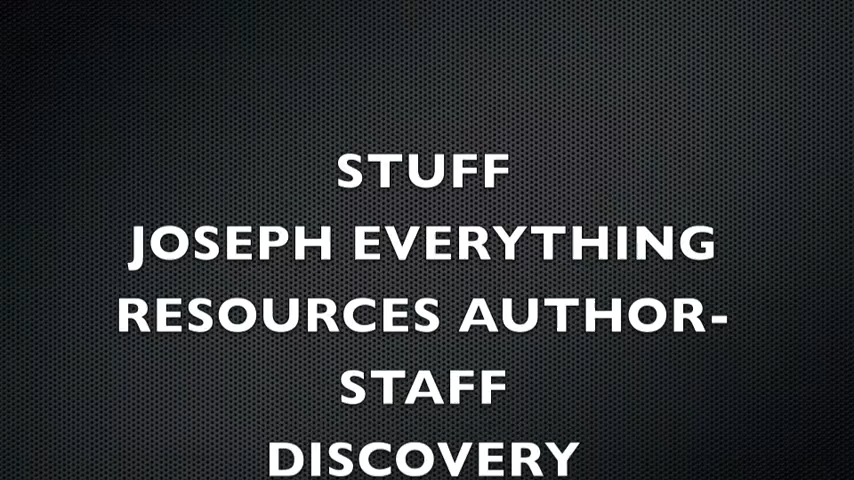 STUFF
JOSEPH EVERYTHING
RESOURCES AUTHOR-
STAFF
DISCOVERY